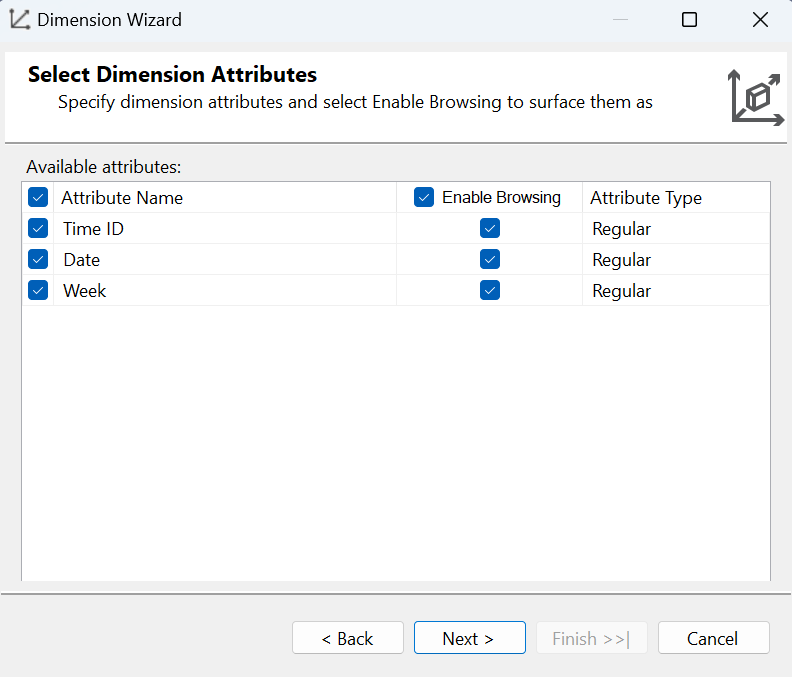 Dimension Wizard
Select Dimension Attributes
Specify dimension attributes and select Enable Browsing to surface them as
Available attributes:
Attribute Name Enable Browsing Attribute Type
Time ID Regular
Date Regular
Week Regular
< Back Next > Finish >>| Cancel